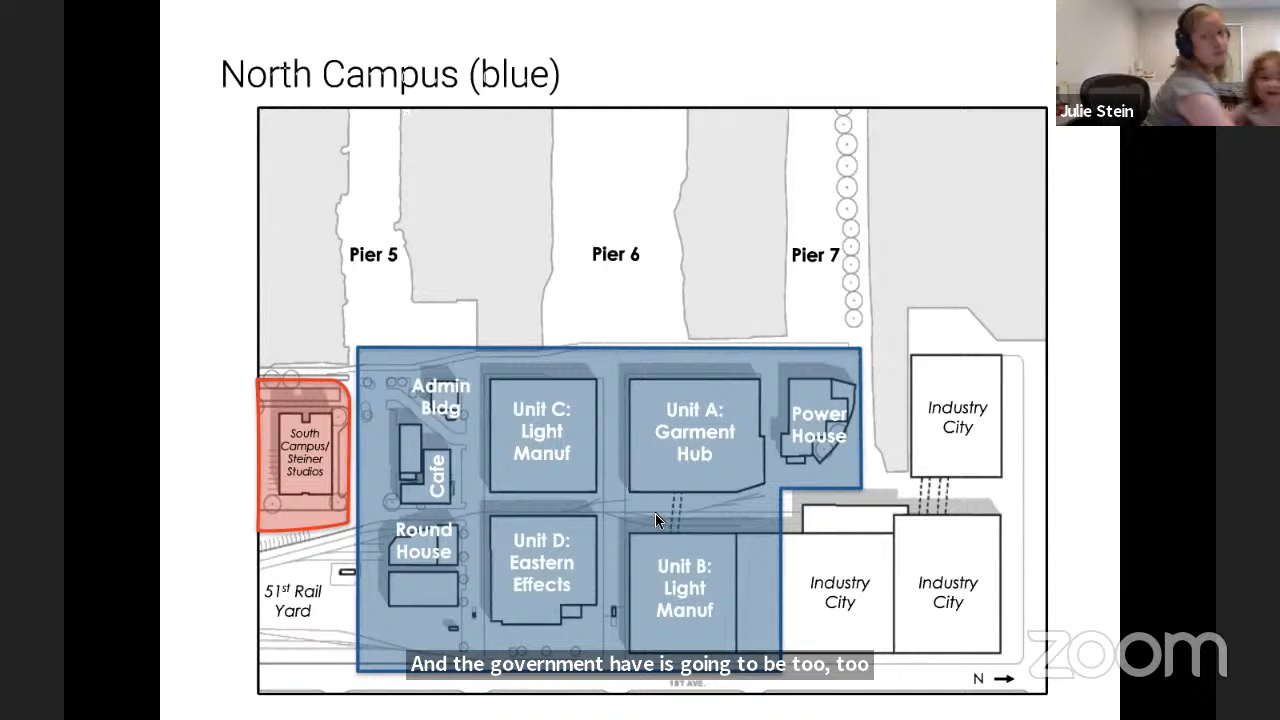 North Campus (blue)
Julie Stein
Pier 5
Pier 6
Pier 7
Admin
Bldg
Unit C:
Light
Manuf
Unit A:
Garment
Hub
Power
House
Industry
City
South
Campus/
Steiner
Studios
Cafe
Round
House
Unit D:
Eastern
Effects
Unit B:
Light
Manuf
Industry
City
Industry
City
51st Rail
Yard
And the government have is going to be too, too
zoom
N
1ST AVE.